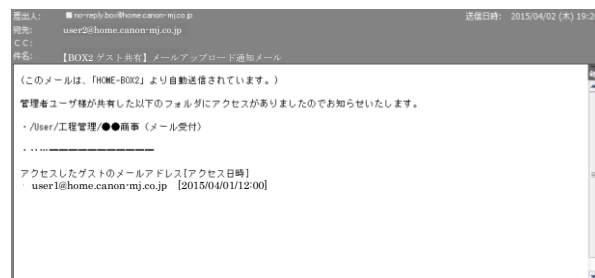 差出人: no-reply-box@home.canon-mj.co.jp 送信日時: 2015/04/02 (木) 19:20
宛先: user2@home.canon-mj.co.jp
CC:
件名: 【BOX2 ゲスト共有】メールアップロード通知メール
(このメールは、「HOME-BOX2」より自動送信されています。)
管理者ユーザ様が共有した以下のフォルダにアクセスがありましたのでお知らせいたします。
・/User/工程管理/●●商事(メール受付)
アクセスしたゲストのメールアドレス[アクセス日時]
user1@home.canon-mj.co.jp [2015/04/01/12:00]